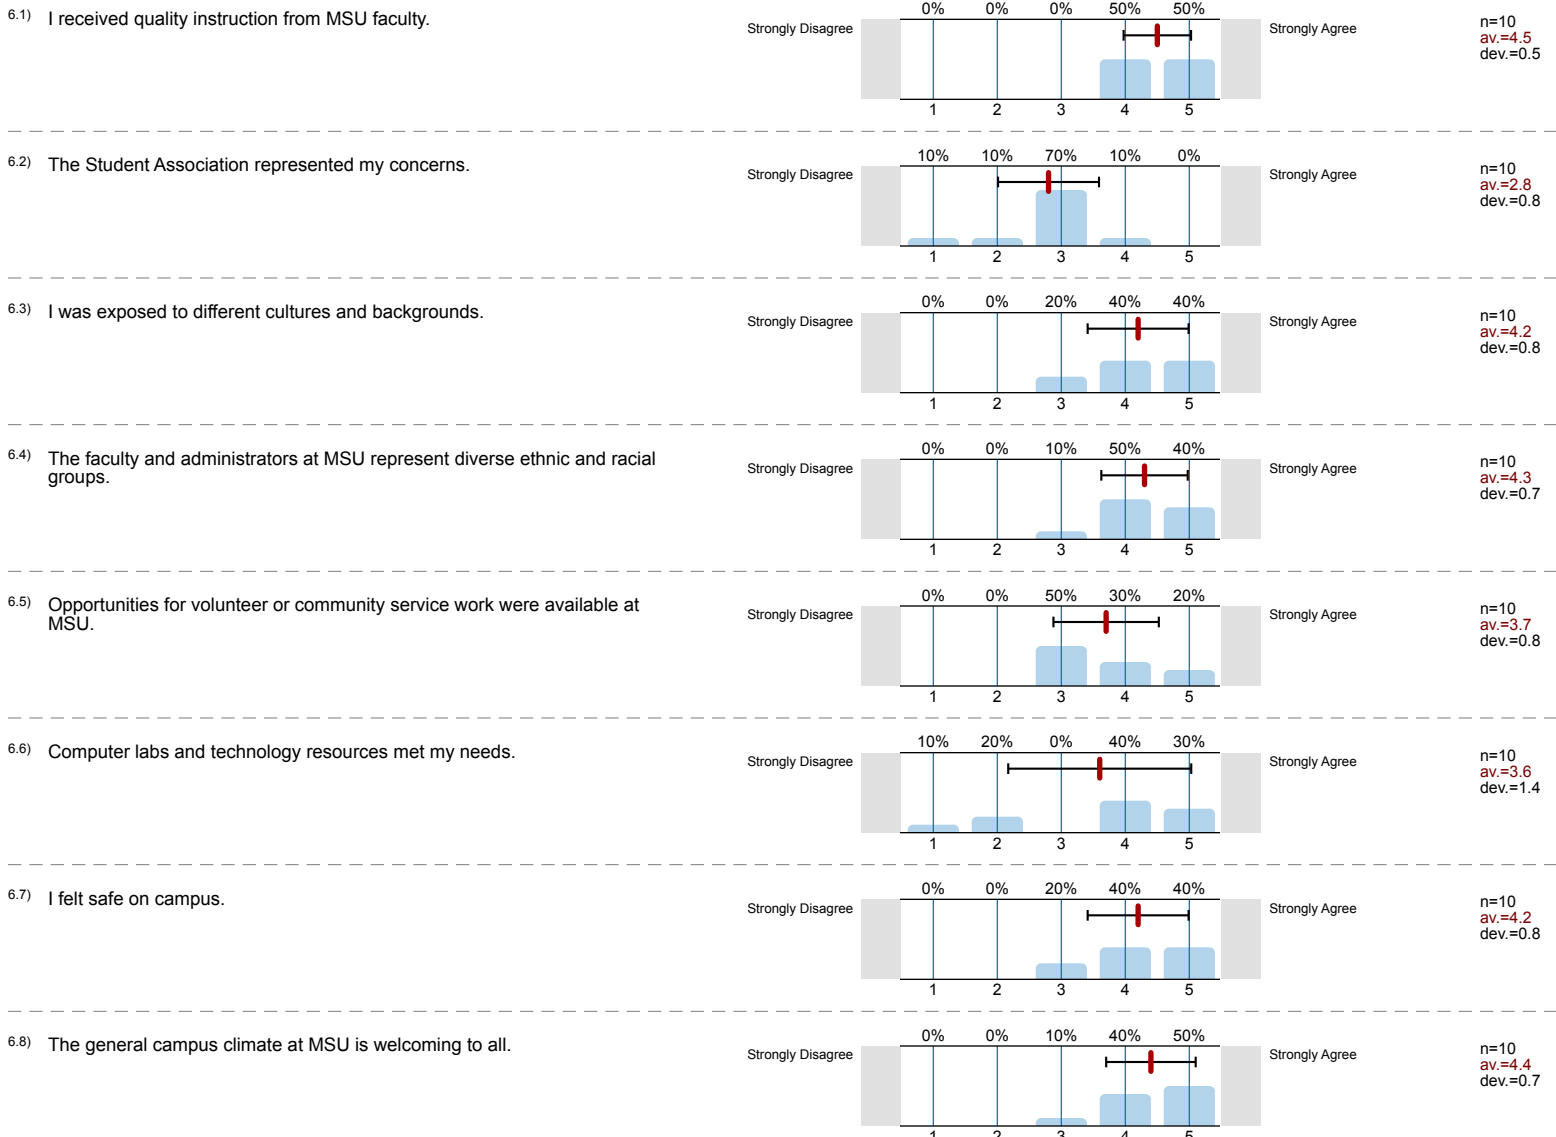 6.1) I received quality instruction from MSU faculty.
0% 0% 0% 50% 50%
Strongly Disagree
Strongly Agree
n=10
av.=4.5
dev.=0.5
1 2 3 4 5
6.2) The Student Association represented my concerns.
10% 10% 70% 10% 0%
Strongly Disagree
Strongly Agree
n=10
av.=2.8
dev.=0.8
1 2 3 4 5
6.3) I was exposed to different cultures and backgrounds.
0% 0% 20% 40% 40%
Strongly Disagree
Strongly Agree
n=10
av.=4.2
dev.=0.8
1 2 3 4 5
6.4) The faculty and administrators at MSU represent diverse ethnic and racial
groups.
0% 0% 10% 50% 40%
Strongly Disagree
Strongly Agree
n=10
av.=4.3
dev.=0.7
1 2 3 4 5
6.5) Opportunities for volunteer or community service work were available at
MSU.
0% 0% 50% 30% 20%
Strongly Disagree
Strongly Agree
n=10
av.=3.7
dev.=0.8
1 2 3 4 5
6.6) Computer labs and technology resources met my needs.
10% 20% 0% 40% 30%
Strongly Disagree
Strongly Agree
n=10
av.=3.6
dev.=1.4
1 2 3 4 5
6.7) I felt safe on campus.
0% 0% 20% 40% 40%
Strongly Disagree
Strongly Agree
n=10
av.=4.2
dev.=0.8
1 2 3 4 5
6.8) The general campus climate at MSU is welcoming to all.
0% 0% 10% 40% 50%
Strongly Disagree
Strongly Agree
n=10
av.=4.4
dev.=0.7
1 2 3 4 5